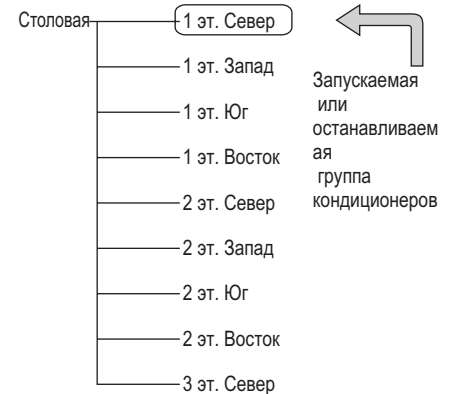 Столовая
1 эт. Север
1 эт. Запад
1 эт. Юг
1 эт. Восток
2 эт. Север
2 эт. Запад
2 эт. Юг
2 эт. Восток
3 эт. Север
Запускаемая
или
останавливаем
ая
группа
кондиционеров